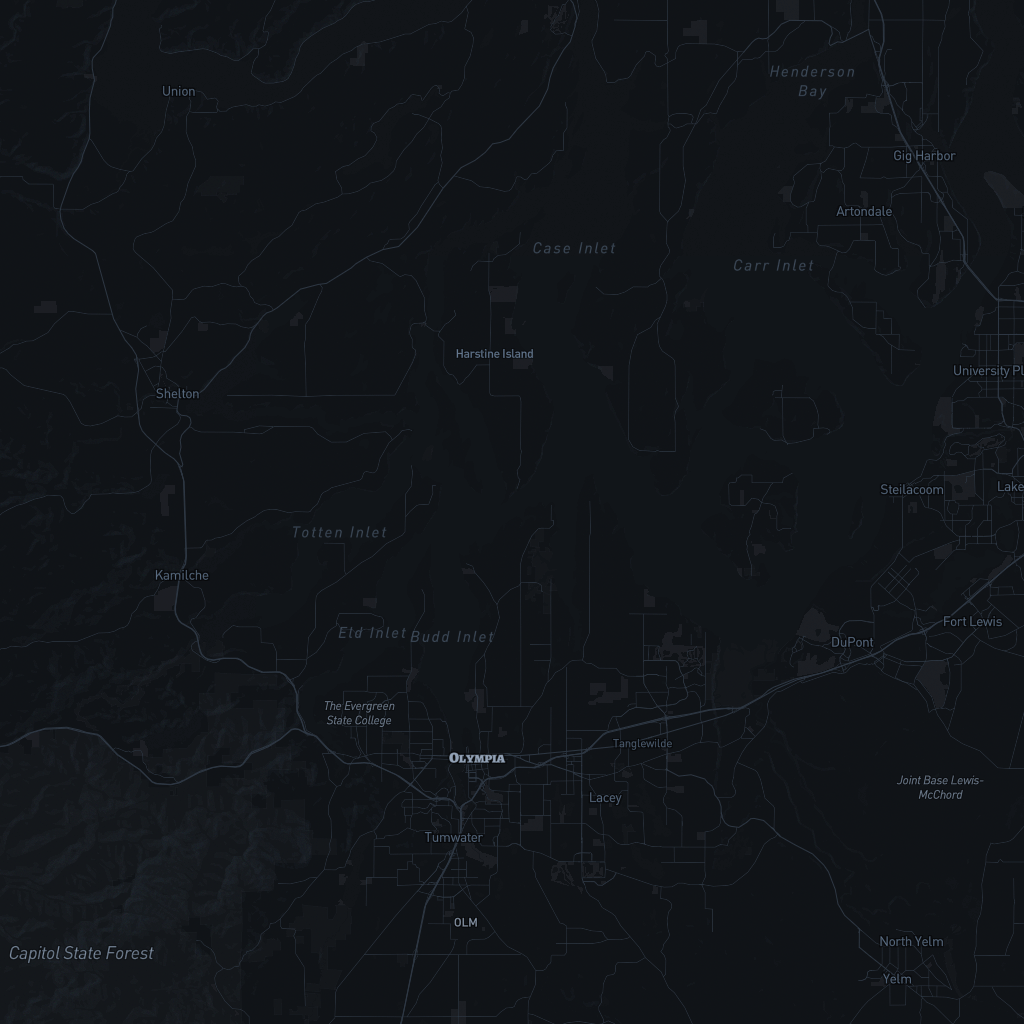 Henderson
Bay
Union
Gig Harbor
Artondale
Case Inlet
Carr Inlet
Harstine Island
University Pl
Shelton
Steilacoom
Lake
Totten Inlet
Kamilche
Fort Lewis
Eld Inlet
Budd Inlet
DuPont
The Evergreen
State College
Tanglewilde
Olympia
Joint Base Lewis-
McChord
Lacey
Tumwater
OLM
North Yelm
Capitol State Forest
Yelm